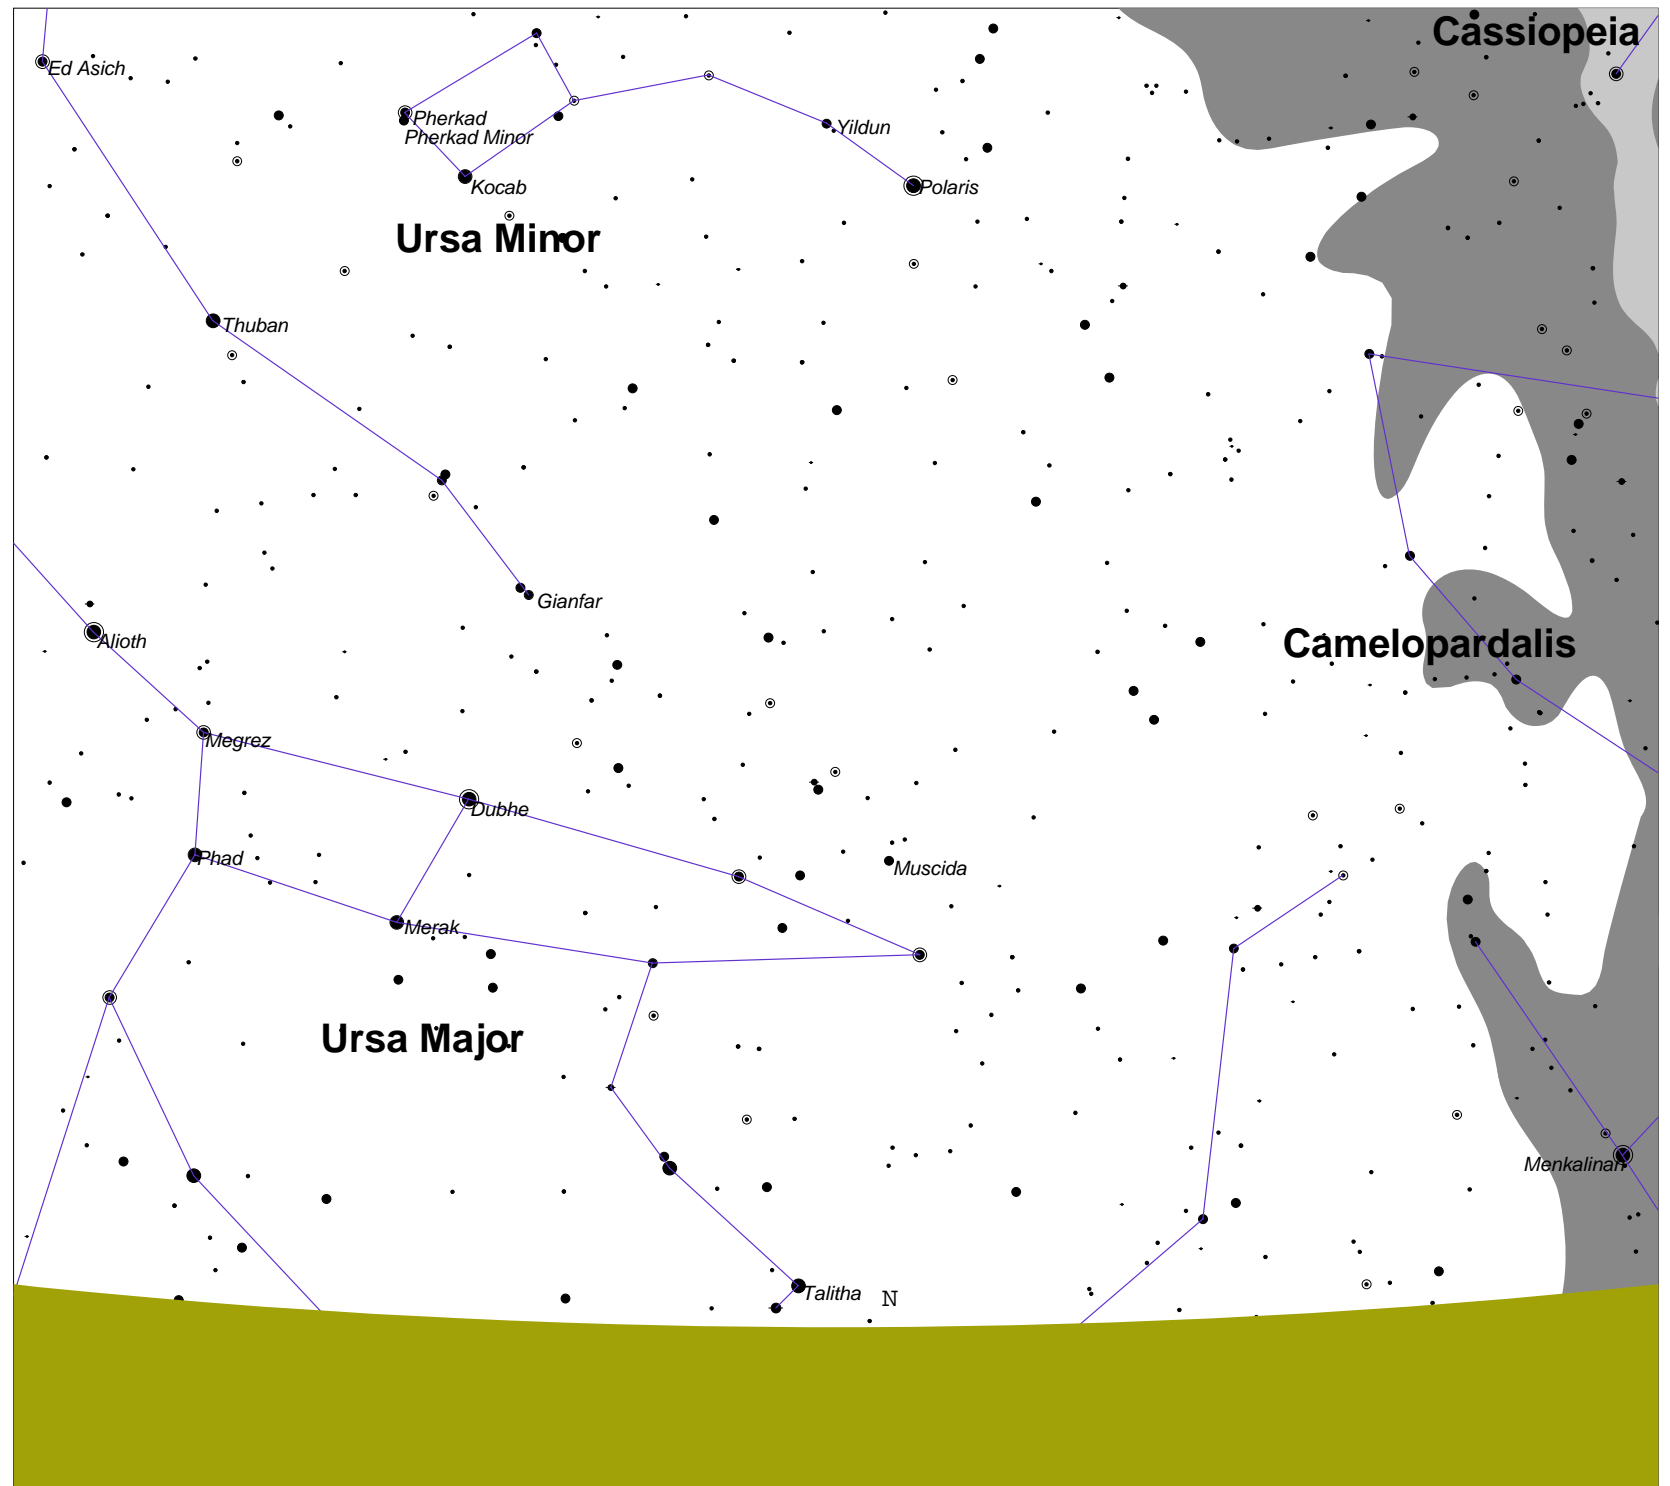 Cassiopeia
Ed Asich
Pherkad
Pherkad Minor
Yildun
Kocab
Polaris
Ursa Minor
Thuban
Gianfar
Alioth
Camelopardalis
Megrez
Dubhe
Phad
Muscida
Merak
Ursa Major
Menkalinan
Talitha
N